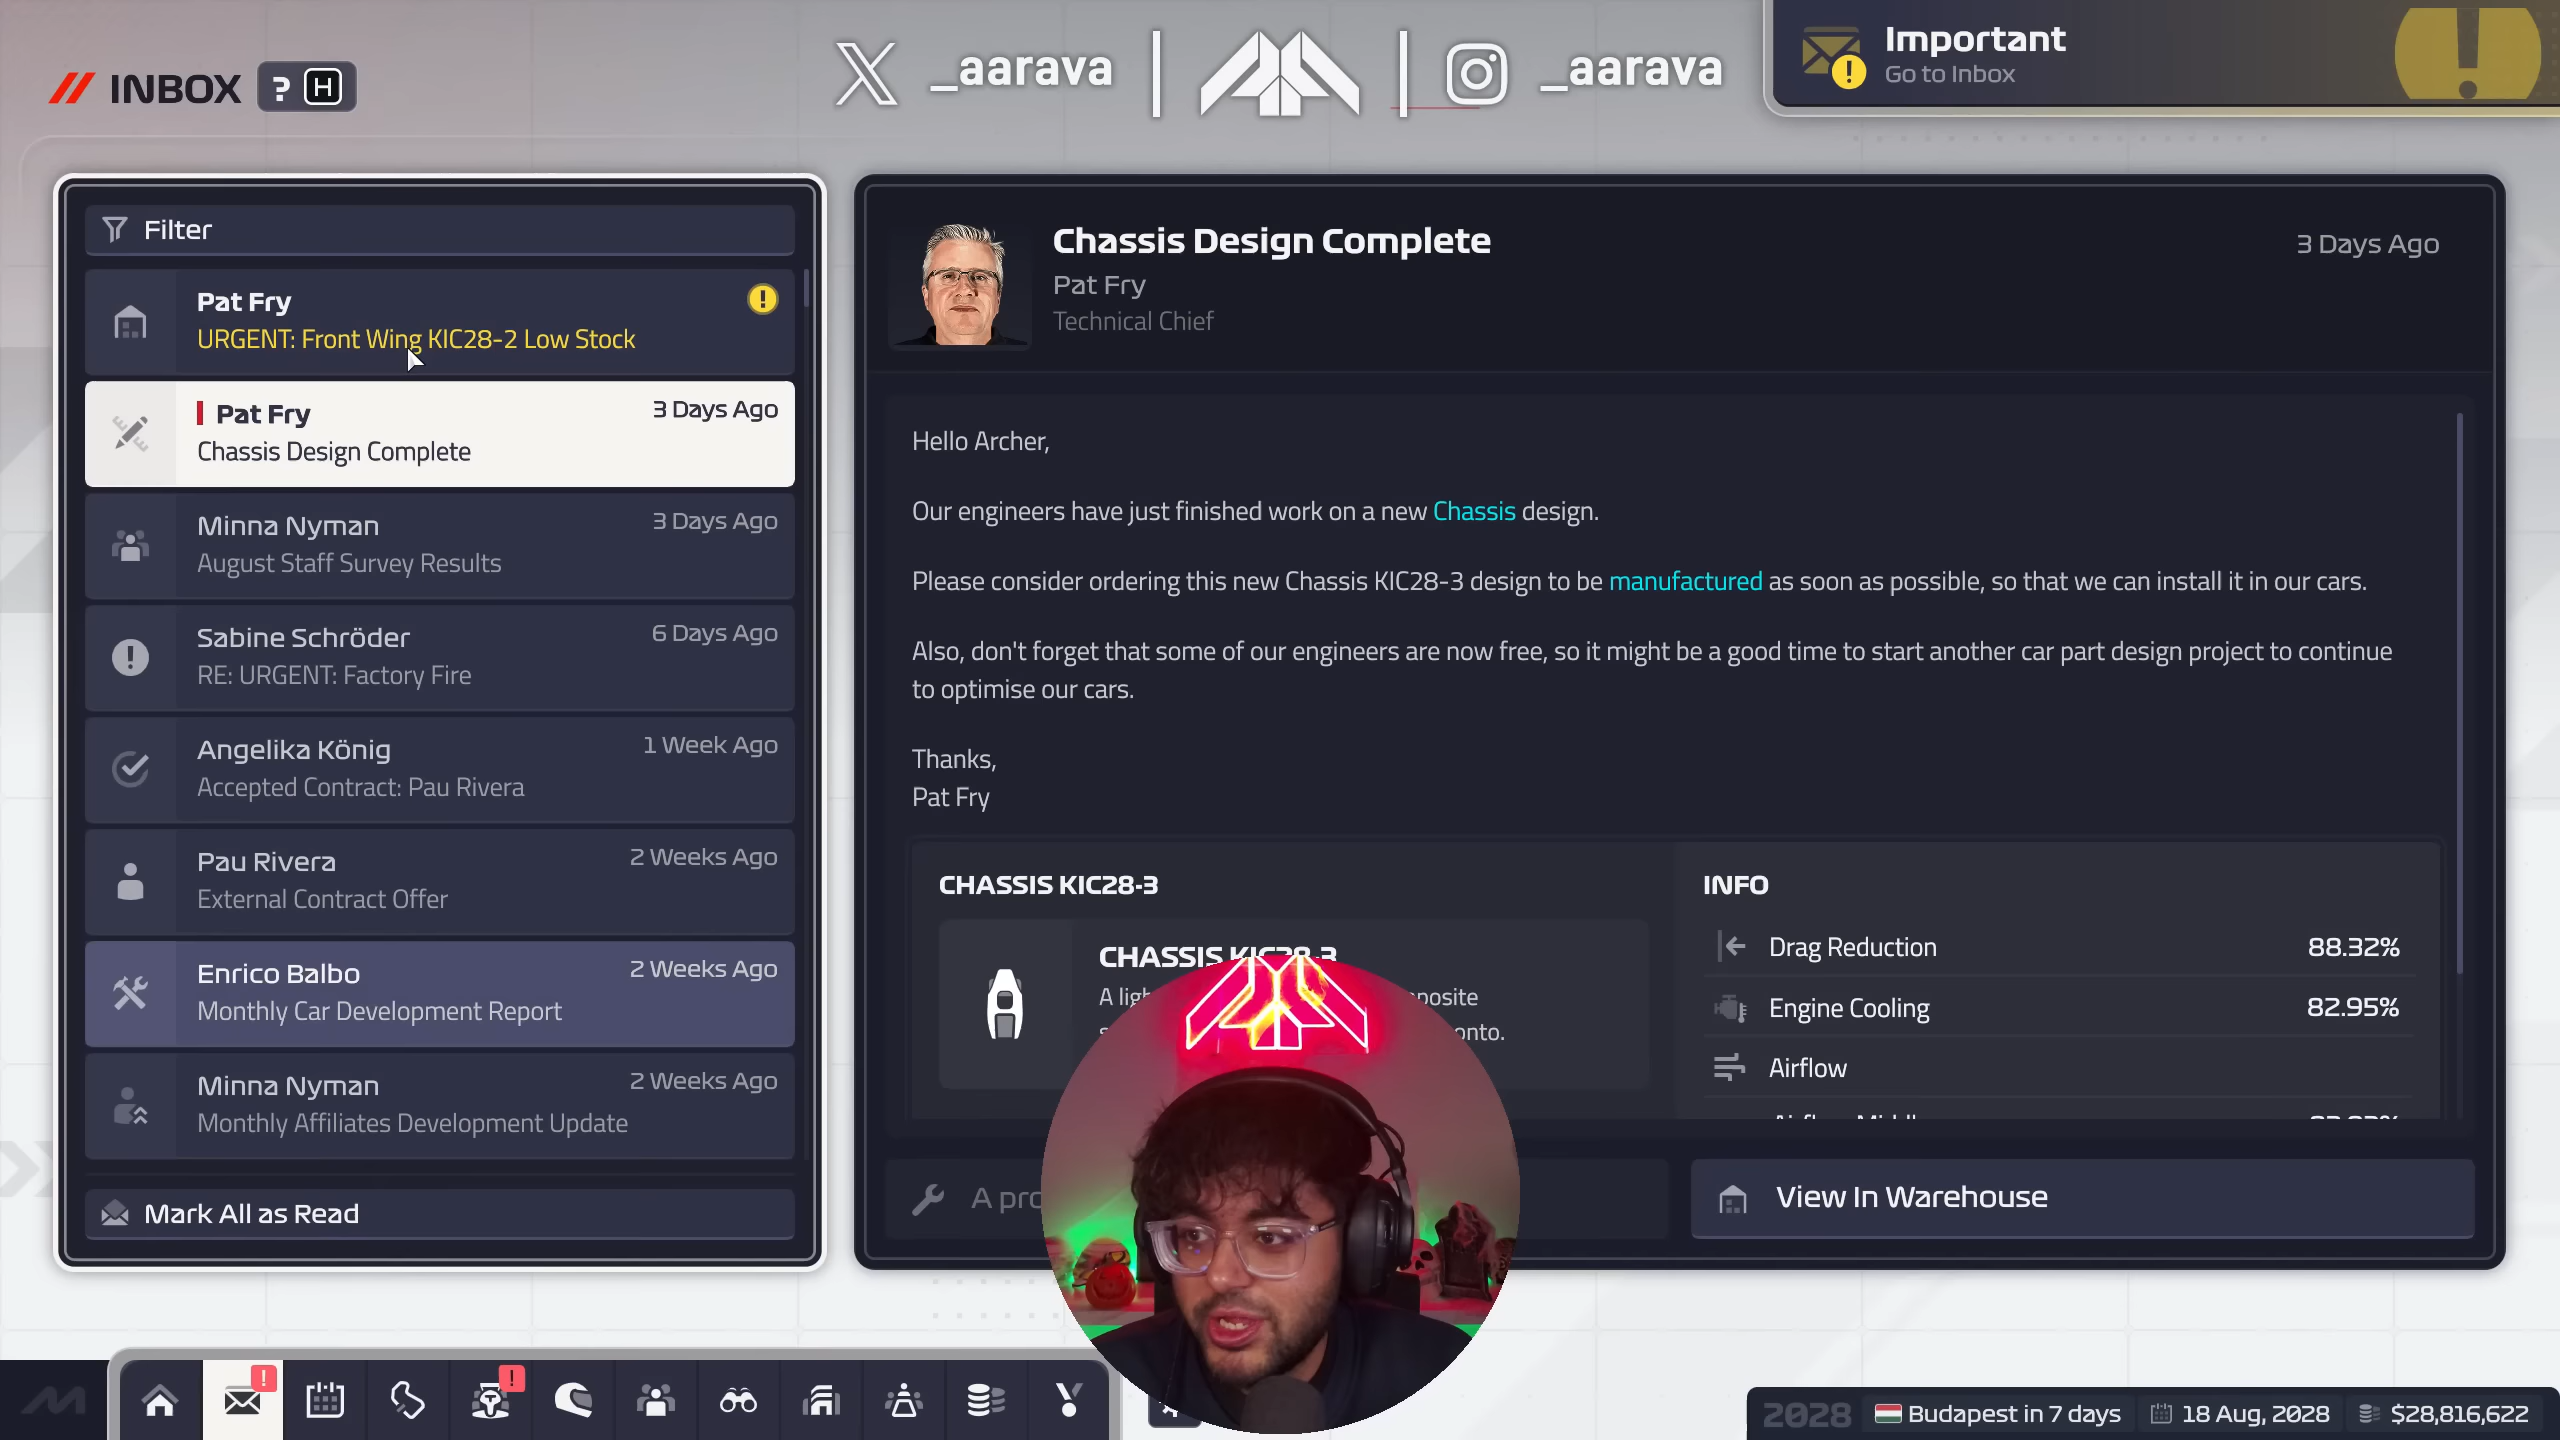 INBOX
? H
_aarava
_aarava
Important
Go to Inbox
Filter
Pat Fry
URGENT: Front Wing KIC28-2 Low Stock
Pat Fry
3 Days Ago
Chassis Design Complete
Minna Nyman
3 Days Ago
August Staff Survey Results
Sabine Schröder
6 Days Ago
RE: URGENT: Factory Fire
Angelika König
1 Week Ago
Accepted Contract: Pau Rivera
Pau Rivera
2 Weeks Ago
External Contract Offer
Enrico Balbo
2 Weeks Ago
Monthly Car Development Report
Minna Nyman
2 Weeks Ago
Monthly Affiliates Development Update
Mark All as Read
Chassis Design Complete
3 Days Ago
Pat Fry
Technical Chief
Hello Archer,
Our engineers have just finished work on a new Chassis design.
Please consider ordering this new Chassis KIC28-3 design to be manufactured as soon as possible, so that we can install it in our cars.
Also, don't forget that some of our engineers are now free, so it might be a good time to start another car part design project to continue
to optimise our cars.
Thanks,
Pat Fry
CHASSIS KIC28-3
CHASSIS KIC28-3
A
INFO
Drag Reduction
88.32%
Engine Cooling
82.95%
Airflow
A
View In Warehouse
2028
Budapest in 7 days
18 Aug, 2028
$28,816,622